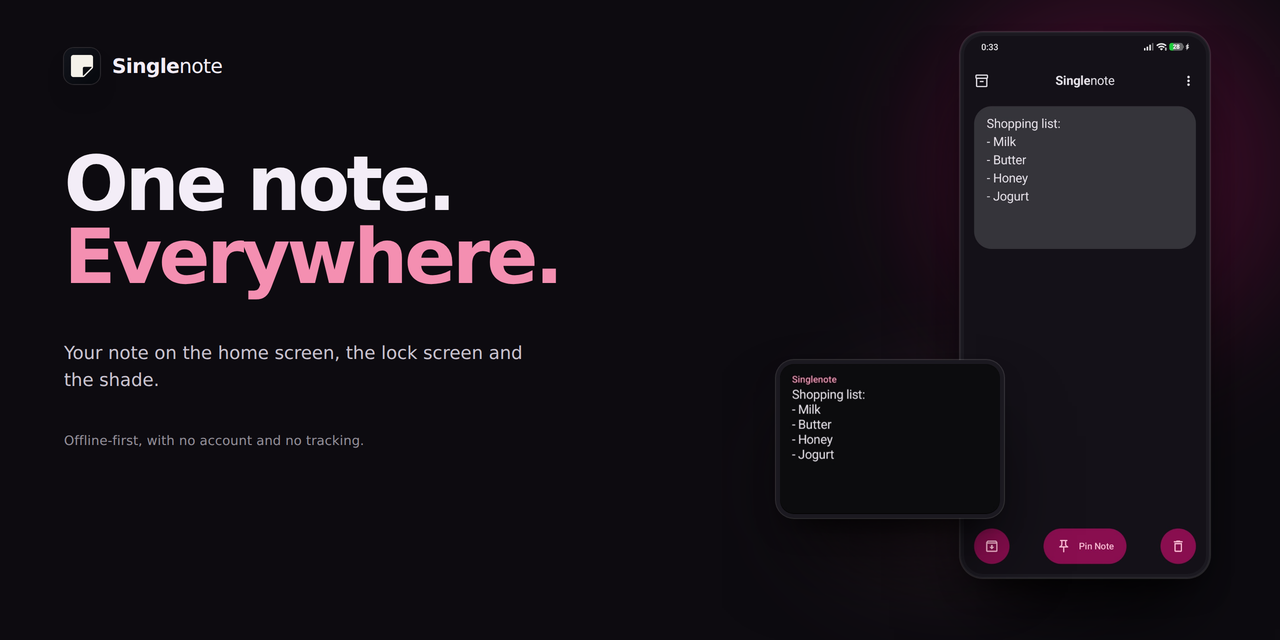 Singlenote
One note.
Everywhere.
Your note on the home screen, the lock screen and
the shade.
Offline-first, with no account and no tracking.
0:33
28
Singlenote
Shopping list:
- Milk
- Butter
- Honey
- Jogurt
Singlenote
Shopping list:
- Milk
- Butter
- Honey
- Jogurt
Pin Note